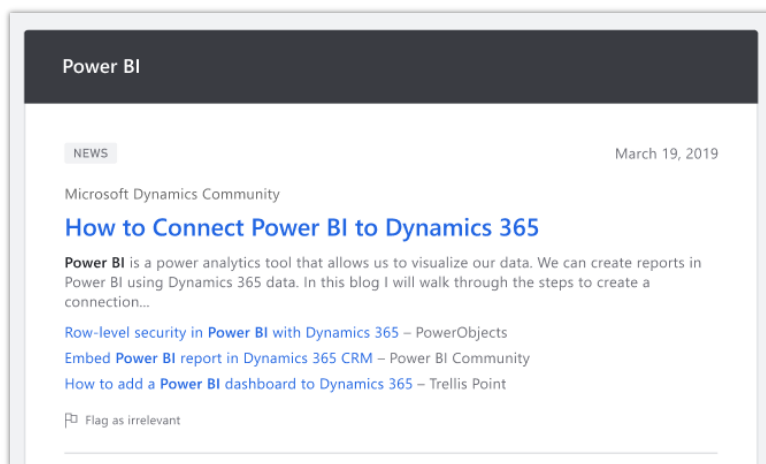 Power BI
NEWS
March 19, 2019
Microsoft Dynamics Community
How to Connect Power BI to Dynamics 365
Power BI is a power analytics tool that allows us to visualize our data. We can create reports in
Power BI using Dynamics 365 data. In this blog I will walk through the steps to create a
connection...
Row-level security in Power BI with Dynamics 365 – PowerObjects
Embed Power BI report in Dynamics 365 CRM – Power BI Community
How to add a Power BI dashboard to Dynamics 365 – Trellis Point
Flag as irrelevant